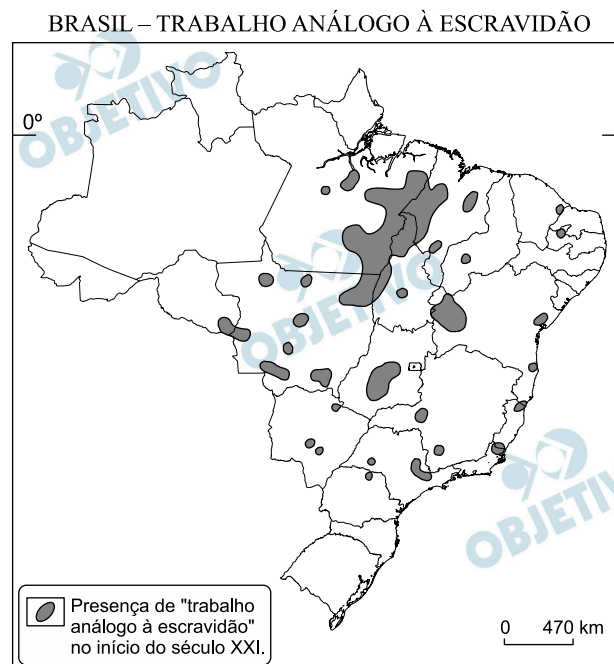 BRASIL – TRABALHO ANÁLOGO À ESCRAVIDÃO
OBJETIVO
0º
OBJETIVO
OBJETIVO
Presença de "trabalho
análogo à escravidão"
no início do século XXI.
0 470 km